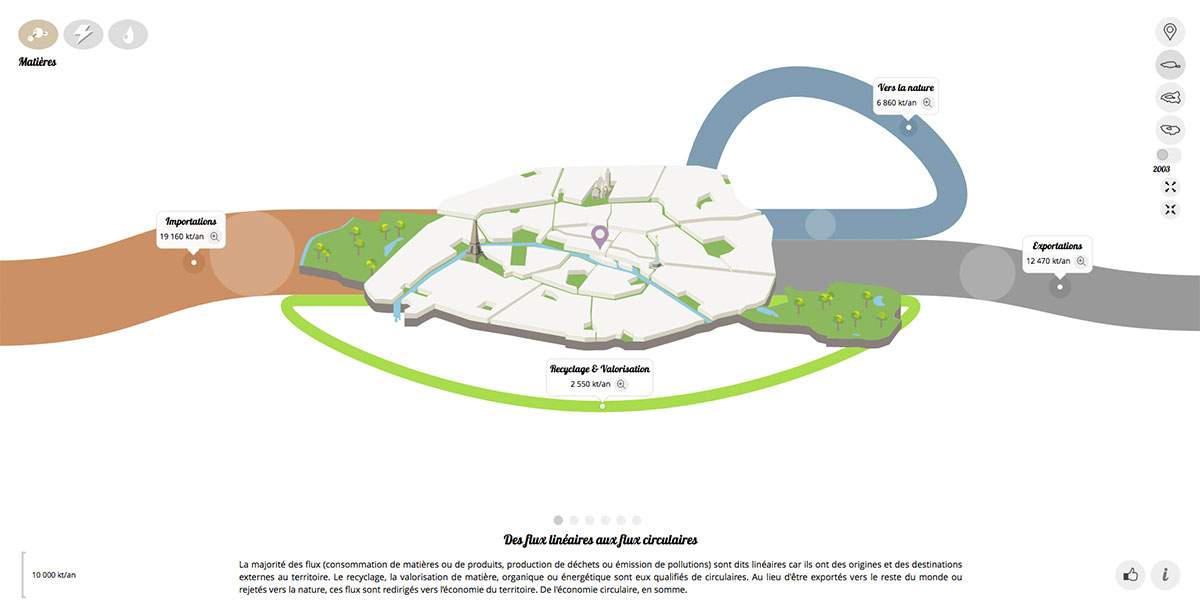 Matières
Vers la nature
6 860 kt/an
2003
Importations
19 160 kt/an
Exportations
12 470 kt/an
Recyclage & Valorisation
2 550 kt/an
Des flux linéaires aux flux circulaires
La majorité des flux (consommation de matières ou de produits, production de déchets ou émission de pollutions) sont dits linéaires car ils ont des origines et des destinations
externes au territoire. Le recyclage, la valorisation de matière, organique ou énergétique sont eux qualifiés de circulaires. Au lieu d'être exportés vers le reste du monde ou
rejetés vers la nature, ces flux sont redirigés vers l'économie du territoire. De l'économie circulaire, en somme.
10 000 kt/an
i